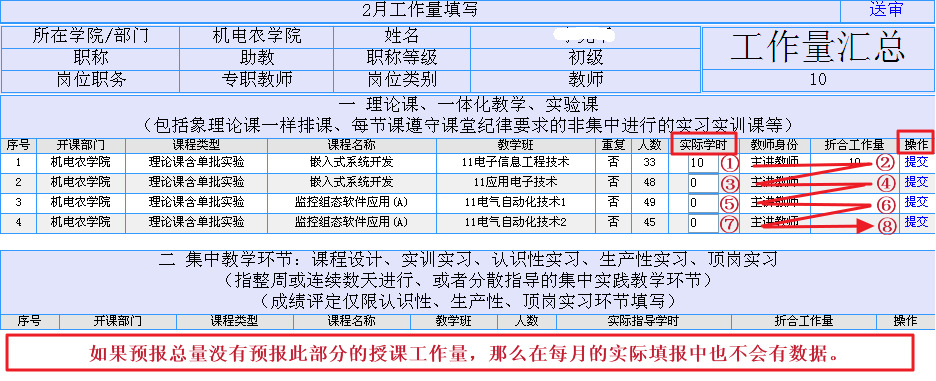 2月工作量填写 送审
所在学院/部门 机电农学院 姓名 工作量汇总
职称 助教 职称等级 初级
岗位职务 专职教师 岗位类别 教师 10
一 理论课、一体化教学、实验课
（包括象理论课一样排课、每节课遵守课堂纪律要求的非集中进行的实习实训课等）
序号 开课部门 课程类型 课程名称 教学班 重复 人数 实际学时 教师身份 折合工作量 操作
1 机电农学院 理论课含单批实验 嵌入式系统开发 11电子信息工程技术 否 33 10 ① 主讲教师 10 ② 提交
2 机电农学院 理论课含单批实验 嵌入式系统开发 11应用电子技术 否 48 0 ③ 主讲教师 ④ 提交
3 机电农学院 理论课含单批实验 监控组态软件应用(A) 11电气自动化技术1 否 49 0 ⑤ 主讲教师 ⑥ 提交
4 机电农学院 理论课含单批实验 监控组态软件应用(A) 11电气自动化技术2 否 45 0 ⑦ 主讲教师 ⑧ 提交
二 集中教学环节：课程设计、实训实习、认识性实习、生产性实习、顶岗实习
（指整周或连续数天进行、或者分散指导的集中实践教学环节）
（成绩评定仅限认识性、生产性、顶岗实习环节填写）
序号 开课部门 课程类型 课程名称 教学班 人数 实际指导学时 折合工作量 操作
如果预报总量没有预报此部分的授课工作量，那么在每月的实际填报中也不会有数据。